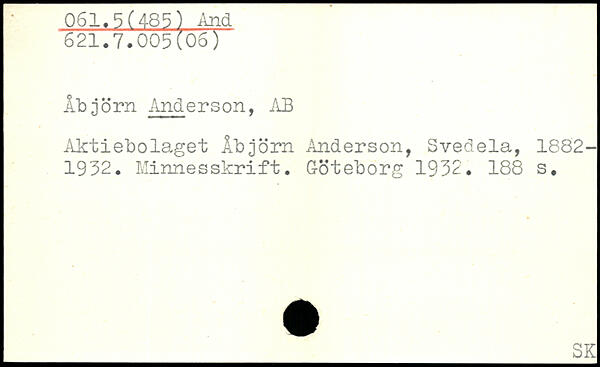 061.5(485) And
621.7.005(06)
Åbjörn Anderson, AB
Aktiebolaget Åbjörn Anderson, Svedela, 1882-
1932. Minnesskrift. Göteborg 1932. 188 s.
SK